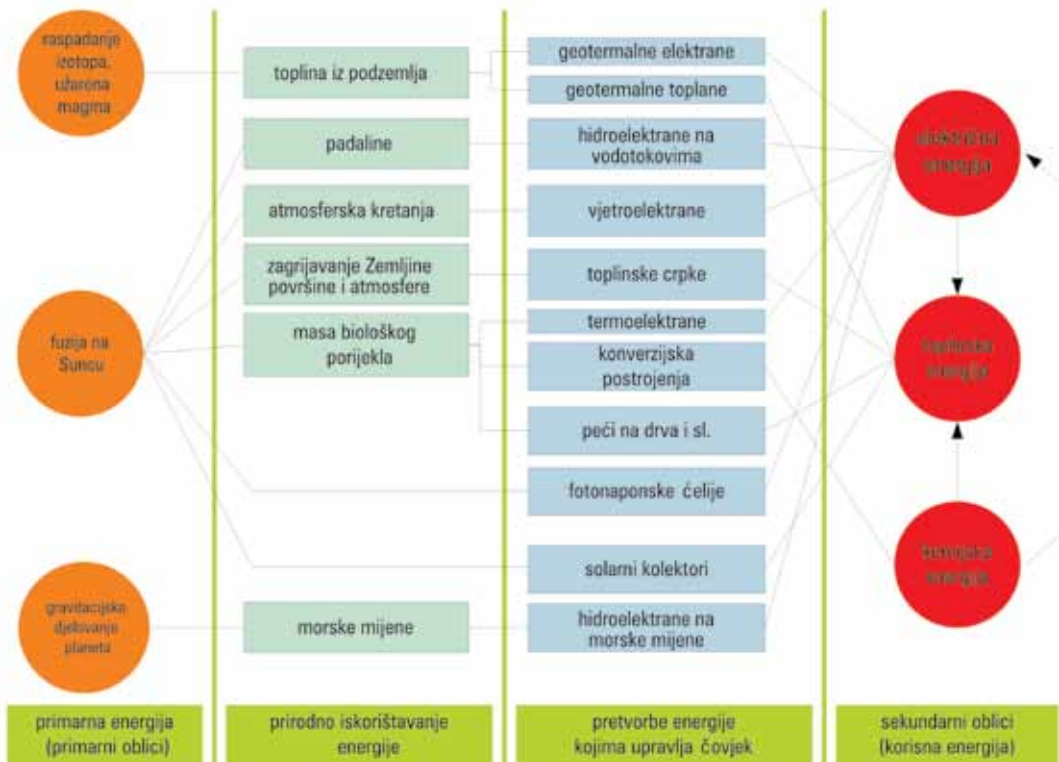 raspadanje
izotopa,
užarena
magma
fuzija na
Suncu
gravitacijsko
djelovanje
planeta
primarna energija
(primarni oblici)
toplina iz podzemlja
padaline
atmosferska kretanja
zagrijavanje Zemljine
površine i atmosfere
masa biološkog
porijekla
morske mijene
prirodno iskorištavanje
energije
geotermalne elektrane
geotermalne toplane
hidroelektrane na
vodotokovima
vjetroelektrane
toplinske crpke
termoelektrane
konverzijska
postrojenja
peći na drva i sl.
fotonaponske ćelije
solarni kolektori
hidroelektrane na
morske mijene
pretvorbe energije
kojima upravlja čovjek
električna
energija
toplinska
energija
kemijska
energija
sekundarni oblici
(korisna energija)